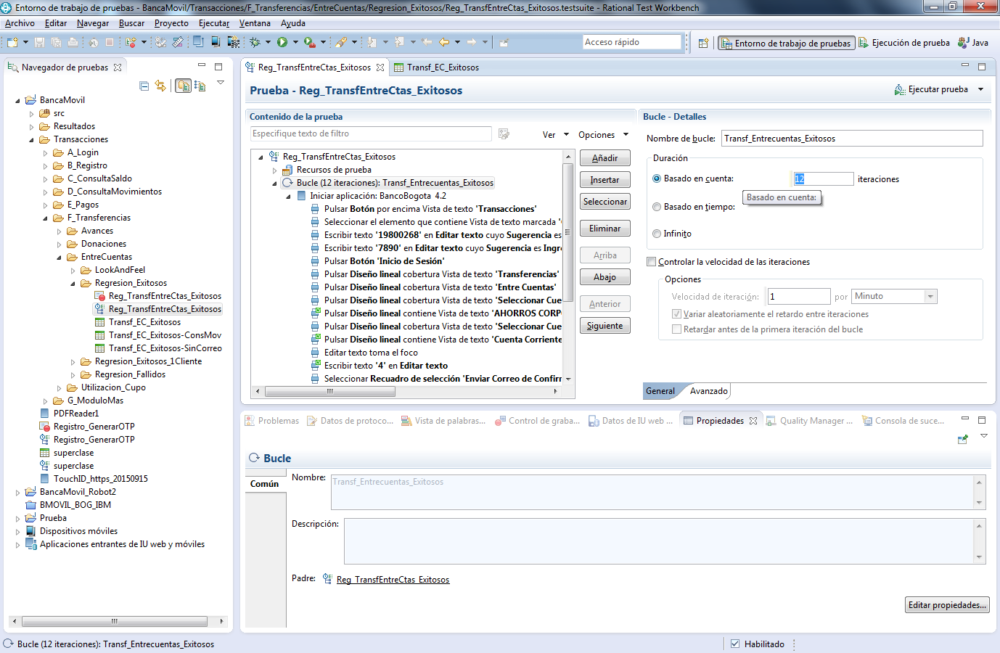 Entorno de trabajo de pruebas - BancaMovil/Transacciones/F_Transferencias/EntreCuentas/Regresion_Exitosos/Reg_TransfEntreCtas_Exitosos.testsuite - Rational Test Workbench
Archivo Editar Navegar Buscar Proyecto Ejecutar Ventana Ayuda
Acceso rápido
Entorno de trabajo de pruebas Ejecución de prueba Java
Navegador de pruebas
BancaMovil
src
Resultados
Transacciones
A_Login
B_Registro
C_ConsultaSaldo
D_ConsultaMovimientos
E_Pagos
F_Transferencias
Avances
Donaciones
EntreCuentas
LookAndFeel
Regresion_Exitosos
Reg_TransfEntreCtas_Exitosos
Reg_TransfEntreCtas_Exitosos
Transf_EC_Exitosos
Transf_EC_Exitosos-ConsMov
Transf_EC_Exitosos-SinCorreo
Regresion_Exitosos_1Cliente
Regresion_Fallidos
Utilizacion_Cupo
G_ModuloMas
PDFReader1
Registro_GenerarOTP
Registro_GenerarOTP
superclase
superclase
TouchID_https_20150915
BancaMovil_Robot2
BMOVIL_BOG_IBM
Prueba
Dispositivos móviles
Aplicaciones entrantes de IU web y móviles
Reg_TransfEntreCtas_Exitosos Transf_EC_Exitosos
Prueba - Reg_TransfEntreCtas_Exitosos
Ejecutar prueba
Contenido de la prueba
Especifique texto de filtro
Ver Opciones
Reg_TransfEntreCtas_Exitosos
Recursos de prueba
Bucle (12 iteraciones): Transf_Entrecuentas_Exitosos
Iniciar aplicación: BancoBogota 4.2
Pulsar Botón por encima Vista de texto 'Transacciones'
Seleccionar el elemento que contiene Vista de texto marcada '
Escribir texto '19800268' en Editar texto cuyo Sugerencia es
Escribir texto '7890' en Editar texto cuyo Sugerencia es Ingr
Pulsar Botón 'Inicio de Sesión'
Pulsar Diseño lineal cobertura Vista de texto 'Transferencias'
Pulsar Diseño lineal cobertura Vista de texto 'Entre Cuentas'
Pulsar Diseño lineal cobertura Vista de texto 'Seleccionar Cue
Pulsar Diseño lineal contiene Vista de texto 'AHORROS CORP
Pulsar Diseño lineal cobertura Vista de texto 'Seleccionar Cue
Pulsar Diseño lineal contiene Vista de texto 'Cuenta Corriente
Editar texto toma el foco
Escribir texto '4' en Editar texto
Seleccionar Recuadro de selección 'Enviar Correo de Confirm
Añadir
Insertar
Seleccionar
Eliminar
Arriba
Abajo
Anterior
Siguiente
Bucle - Detalles
Nombre de bucle: Transf_Entrecuentas_Exitosos
Duración
Basado en cuenta: 12 iteraciones
Basado en cuenta:
Basado en tiempo:
Infinito
Controlar la velocidad de las iteraciones
Opciones
Velocidad de iteración: 1 por Minuto
Variar aleatoriamente el retardo entre iteraciones
Retardar antes de la primera iteración del bucle
General Avanzado
Problemas Datos de protoco... Vista de palabras... Control de graba... Datos de IU web ... Propiedades Quality Manager ... Consola de suce...
Bucle
Común
Nombre: Transf_Entrecuentas_Exitosos
Descripción:
Padre: Reg_TransfEntreCtas_Exitosos
Editar propiedades...
Bucle (12 iteraciones): Transf_Entrecuentas_Exitosos
Habilitado